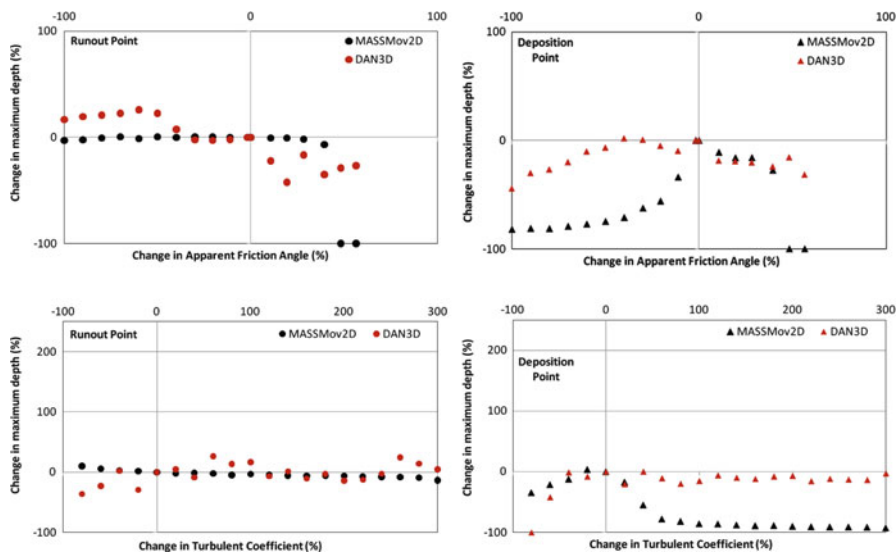 -100 0 100
100
Runout Point
MASSMov2D
DAN3D
Change in maximum depth (%)
0
-100
Change in Apparent Friction Angle (%)
-100 0 100
100
Deposition
Point
MASSMov2D
DAN3D
Change in maximum depth (%)
0
-100
Change in Apparent Friction Angle (%)
-100 0 100 200 300
Runout Point
MASSMov2D DAN3D
200
Change in maximum depth (%)
100
0
-100
Change in Turbulent Coefficient (%)
-100 0 100 200 300
MASSMov2D DAN3D
200
Deposition
Point
Change in maximum depth (%)
100
0
-100
Change in Turbulent Coefficient (%)